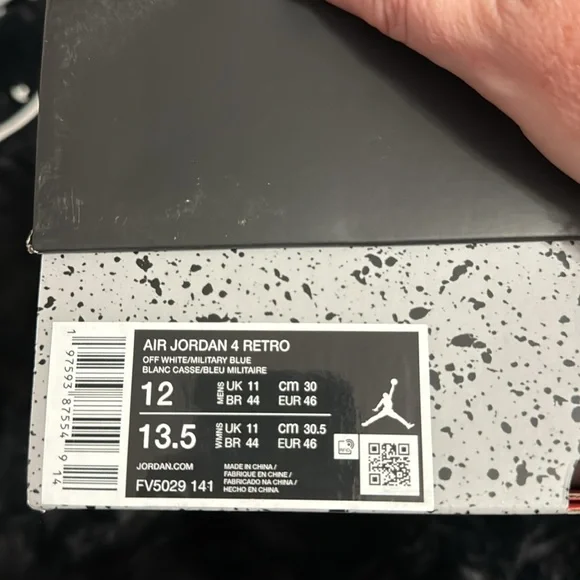 AIR JORDAN 4 RETRO
OFF WHITE/MILITARY BLUE
BLANC CASSE/BLEU MILITAIRE
12 MENS UK 11 CM 30
BR 44 EUR 46
13.5 WMNS UK 11 CM 30.5
BR 44 EUR 46
JORDAN.COM
FV5029 141
MADE IN CHINA /
FABRIQUE EN CHINE /
FABRICADO NA CHINA /
HECHO EN CHINA
1 97593 87554 9 14